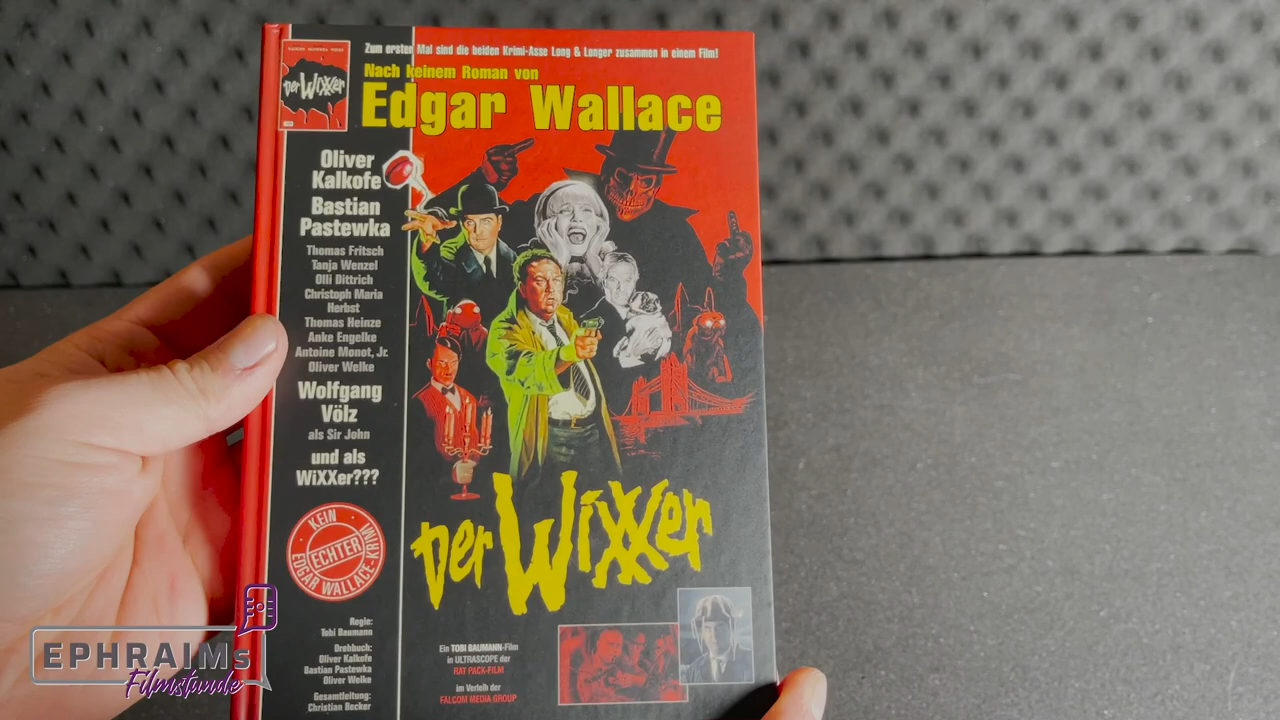 Zum ersten Mal sind die beiden Krimi-Asse Long & Longer zusammen in einem Film!
Nach keinem Roman von
Edgar Wallace
der WiXXer
Oliver
Kalkofe
Bastian
Pastewka
Thomas Fritsch
Tanja Wenzel
Olli Dittrich
Christoph Maria
Herbst
Thomas Heinze
Anke Engelke
Antoine Monot, Jr.
Oliver Welke
Wolfgang
Völz
als Sir John
und als
WiXXer???
KEIN
ECHTER
EDGAR WALLACE-KRIMI
Regie:
Tobi Baumann
Drehbuch:
Oliver Kalkofe
Bastian Pastewka
Oliver Welke
Gesamtleitung:
Christian Becker
der WiXXer
Ein TOBI BAUMANN-Film
in ULTRASCOPE der
RAT PACK-FILM
im Verleih der
FALCOM MEDIA GROUP
EPHRAIMs
Filmstunde